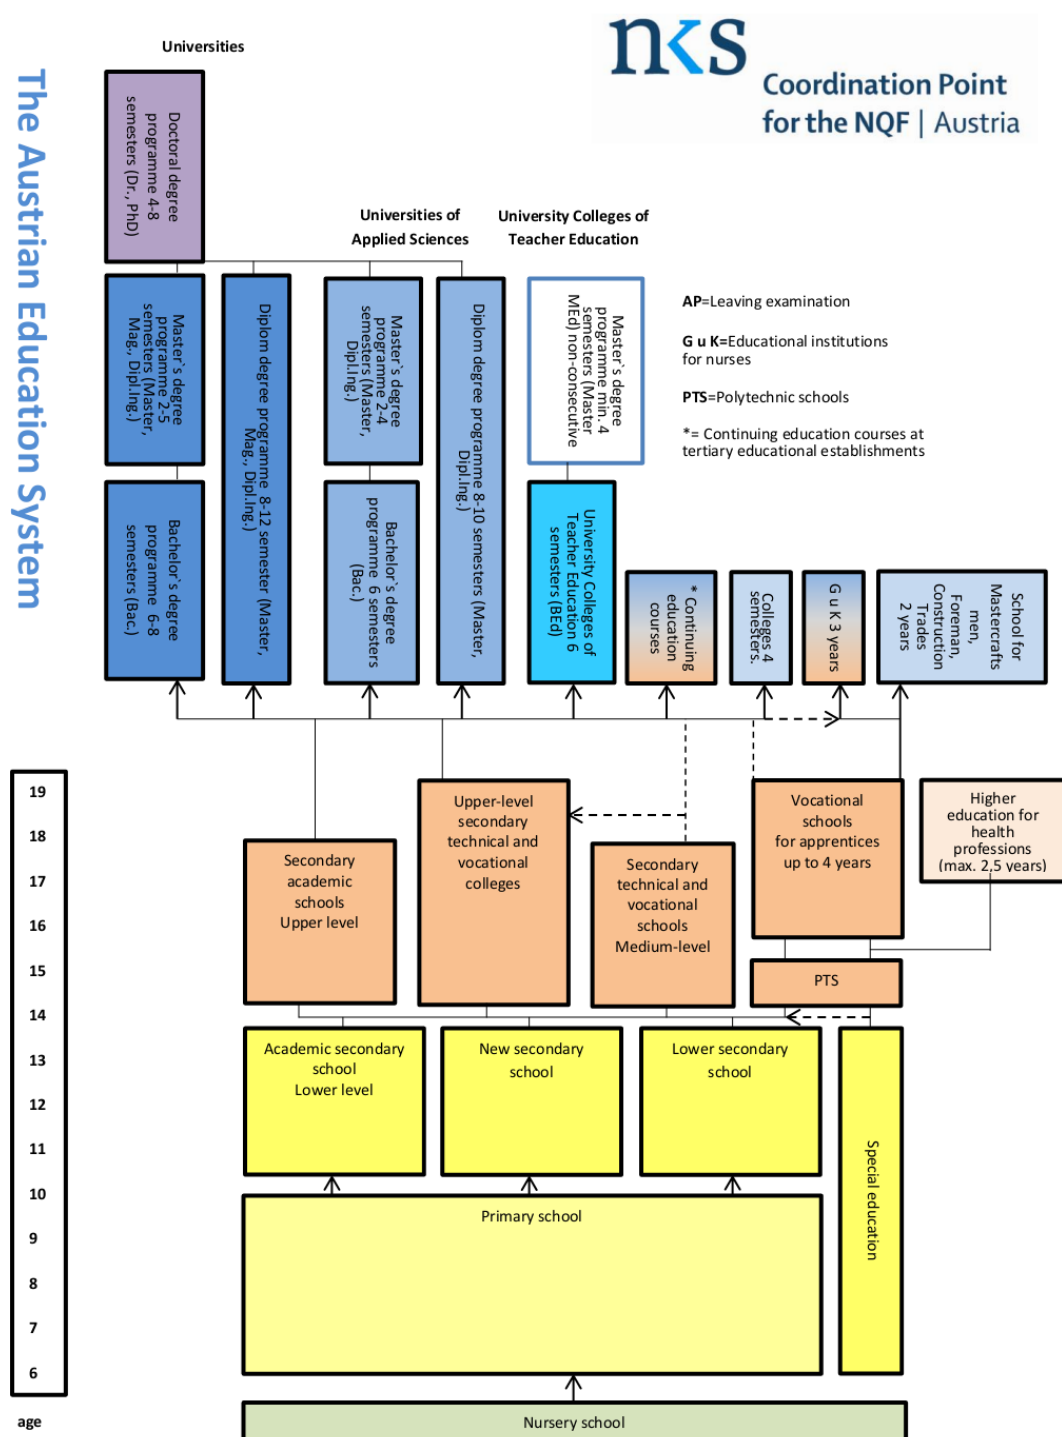 The Austrian Education System
nks
Coordination Point
for the NQF | Austria
Universities
Doctoral degree
programme 4-8
semesters (Dr., PhD)
Universities of
Applied Sciences
University Colleges of
Teacher Education
Master`s degree
programme 2-5
semesters (Master,
Mag., Dipl.Ing.)
Diplom degree programme 8-12 semester (Master,
Mag., Dipl.Ing.)
Master`s degree
programme 2-4
semesters (Master,
Dipl.Ing.)
Diplom degree programme 8-10 semesters (Master,
Dipl.Ing.)
Master`s degree
programme min. 4
semesters (Master
MEd) non-consecutive
AP=Leaving examination
G u K=Educational institutions
for nurses
PTS=Polytechnic schools
*= Continuing education courses at
tertiary educational establishments
Bachelor`s degree
programme 6-8
semesters (Bac.)
Bachelor`s degree
programme 6 semesters
(Bac.)
University Colleges of
Teacher Education 6
semesters (BEd)
* Continuing
education
courses
Colleges 4
semesters.
G u K 3 years
School for
Mastercrafts
men,
Foreman,
Construction
Trades
2 years
19
18
17
16
15
14
13
12
11
10
9
8
7
6
age
Secondary
academic
schools
Upper level
Upper-level
secondary
technical and
vocational
colleges
Secondary
technical and
vocational
schools
Medium-level
Vocational
schools
for apprentices
up to 4 years
Higher
education for
health
professions
(max. 2,5 years)
PTS
Academic secondary
school
Lower level
New secondary
school
Lower secondary
school
Special education
Primary school
Nursery school